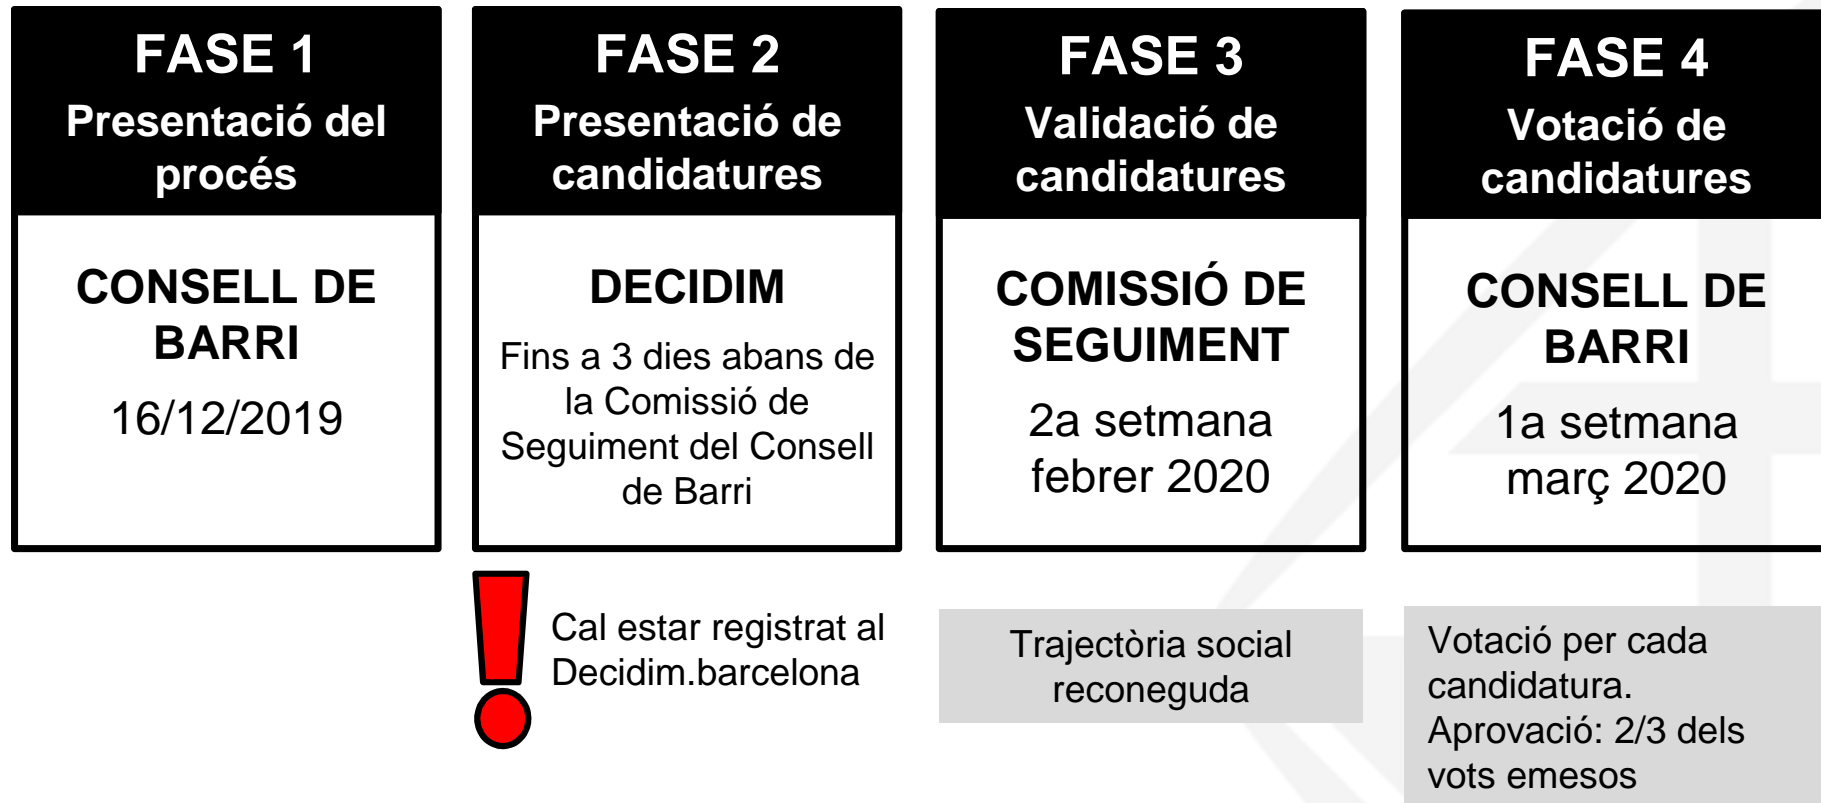 FASE 1
Presentació del
procés
CONSELL DE
BARRI
16/12/2019
FASE 2
Presentació de
candidatures
DECIDIM
Fins a 3 dies abans de
la Comissió de
Seguiment del Consell
de Barri
Cal estar registrat al
Decidim.barcelona
FASE 3
Validació de
candidatures
COMISSIÓ DE
SEGUIMENT
2a setmana
febrer 2020
Trajectòria social
reconeguda
FASE 4
Votació de
candidatures
CONSELL DE
BARRI
1a setmana
març 2020
Votació per cada
candidatura.
Aprovació: 2/3 dels
vots emesos